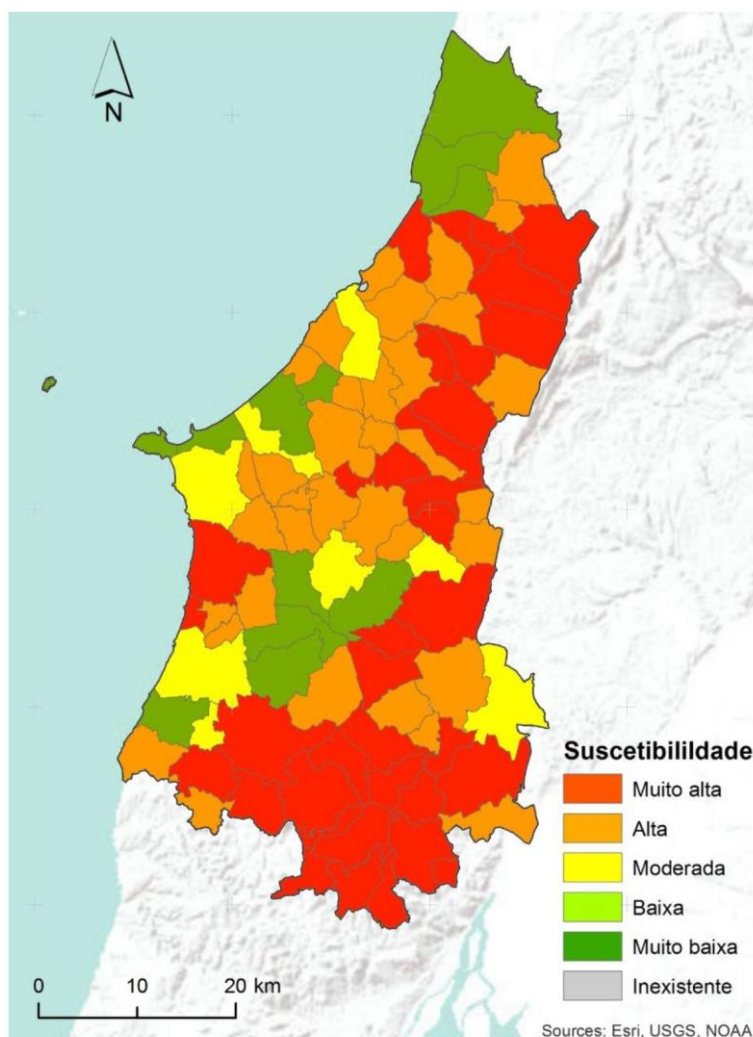 N
Suscetibilildade
Muito alta
Alta
Moderada
Baixa
Muito baixa
Inexistente
0 10 20 km
Sources: Esri, USGS, NOAA